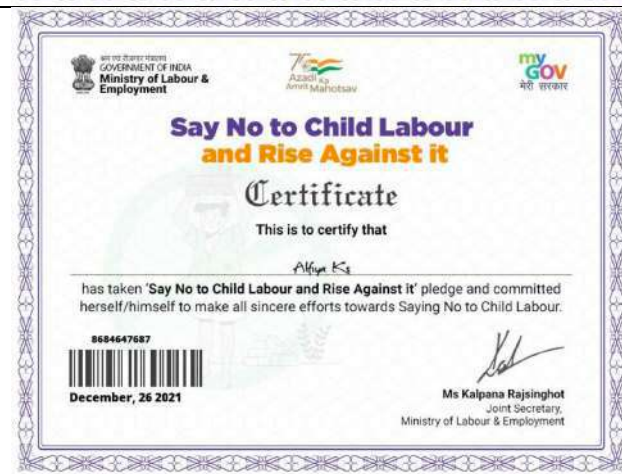 GOVERNMENT OF INDIA
Ministry of Labour &
Employment
Azadi Ka
Amrit Mahotsav
my
GOV
मेरी सरकार
Say No to Child Labour
and Rise Against it
Certificate
This is to certify that
Alfiya Ks
has taken 'Say No to Child Labour and Rise Against it' pledge and committed
herself/himself to make all sincere efforts towards Saying No to Child Labour.
8684647687
December, 26 2021
Ms Kalpana Rajsinghot
Joint Secretary,
Ministry of Labour & Employment